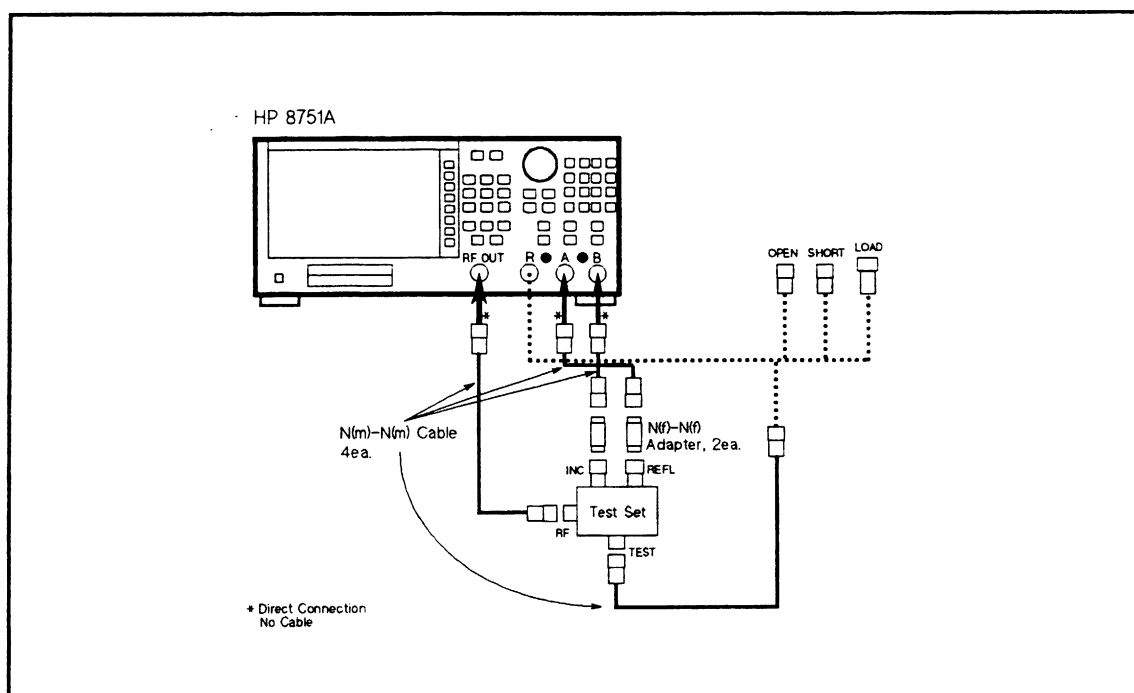 HP 8751A
RF OUT R A B
OPEN SHORT LOAD
*
*
*
N(m)-N(m) Cable
4ea.
N(f)-N(f)
Adapter, 2ea.
INC REFL
Test Set
RF
TEST
* Direct Connection
No Cable